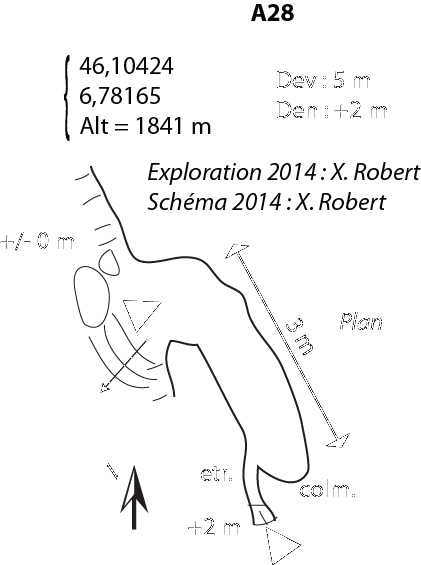 A28
46,10424
6,78165
Alt = 1841 m
Dev : 5 m
Den : +2 m
Exploration 2014 : X. Robert
Schéma 2014 : X. Robert
+/- 0 m
3 m
Plan
etr.
colm.
+2 m